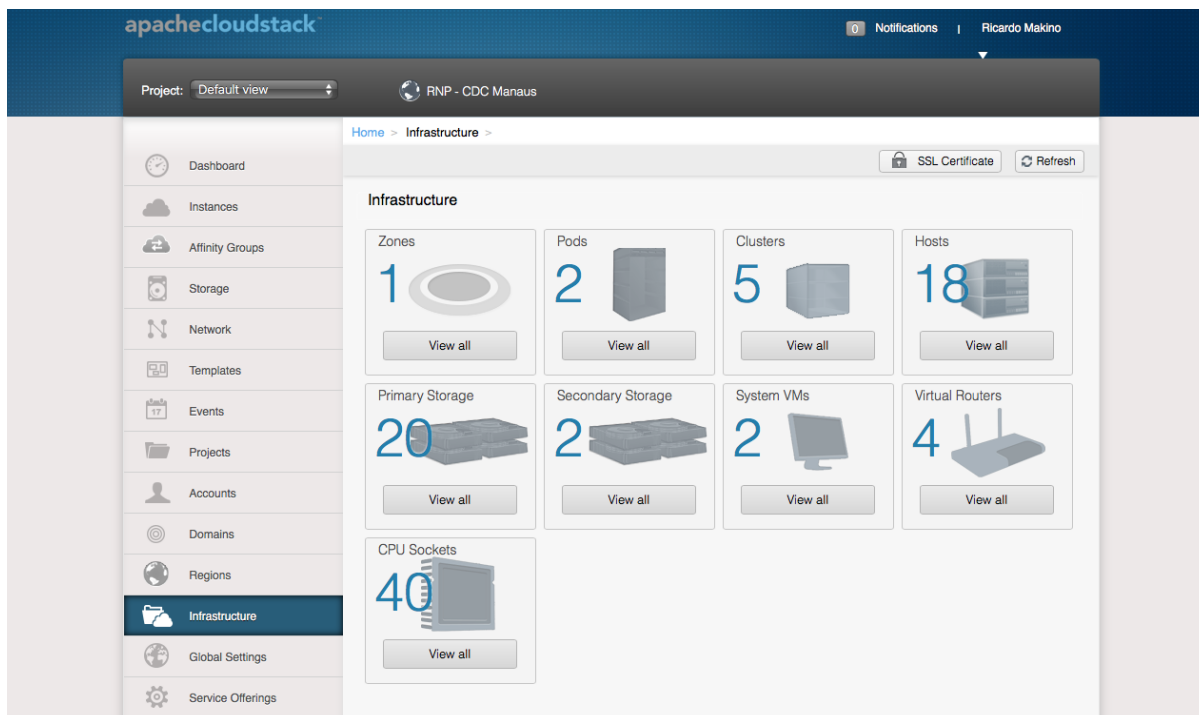 apachecloudstack
0 Notifications | Ricardo Makino
Project: Default view RNP - CDC Manaus
Home > Infrastructure >
SSL Certificate Refresh
Dashboard
Instances
Affinity Groups
Storage
Network
Templates
17 Events
Projects
Accounts
Domains
Regions
Infrastructure
Global Settings
Service Offerings
Infrastructure
Zones
1
View all
Pods
2
View all
Clusters
5
View all
Hosts
18
View all
Primary Storage
20
View all
Secondary Storage
2
View all
System VMs
2
View all
Virtual Routers
4
View all
CPU Sockets
40
View all